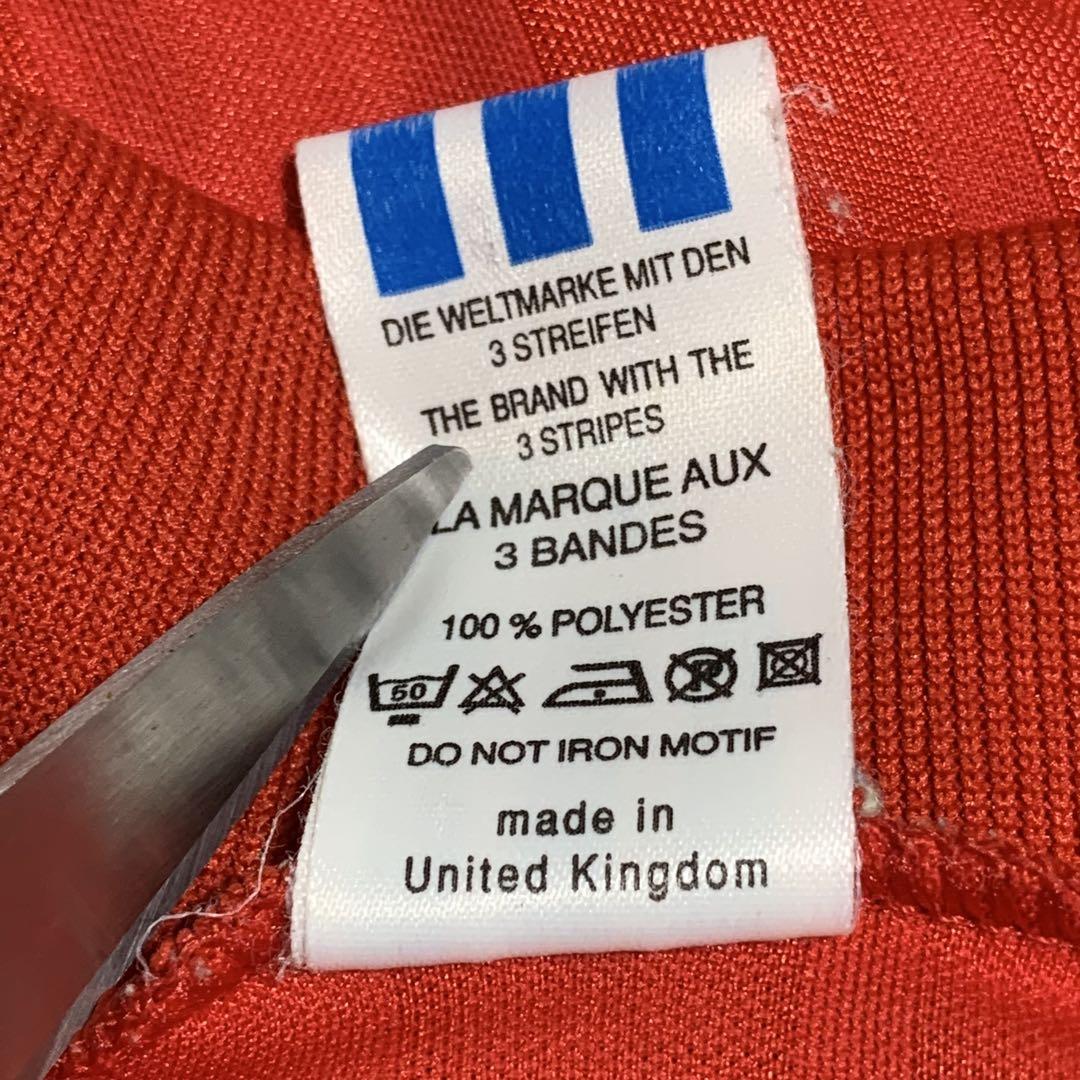 DIE WELTMARKE MIT DEN
3 STREIFEN
THE BRAND WITH THE
3 STRIPES
LA MARQUE AUX
3 BANDES
100 % POLYESTER
50
R
DO NOT IRON MOTIF
made in
United Kingdom